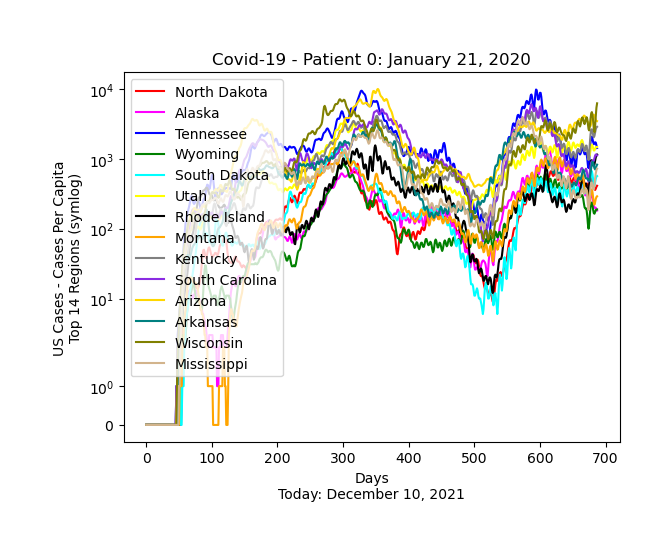 Covid-19 - Patient 0: January 21, 2020
US Cases - Cases Per Capita
Top 14 Regions (symlog)
10^4
10^3
10^2
10^1
10^0
0
North Dakota
Alaska
Tennessee
Wyoming
South Dakota
Utah
Rhode Island
Montana
Kentucky
South Carolina
Arizona
Arkansas
Wisconsin
Mississippi
0 100 200 300 400 500 600 700
Days
Today: December 10, 2021